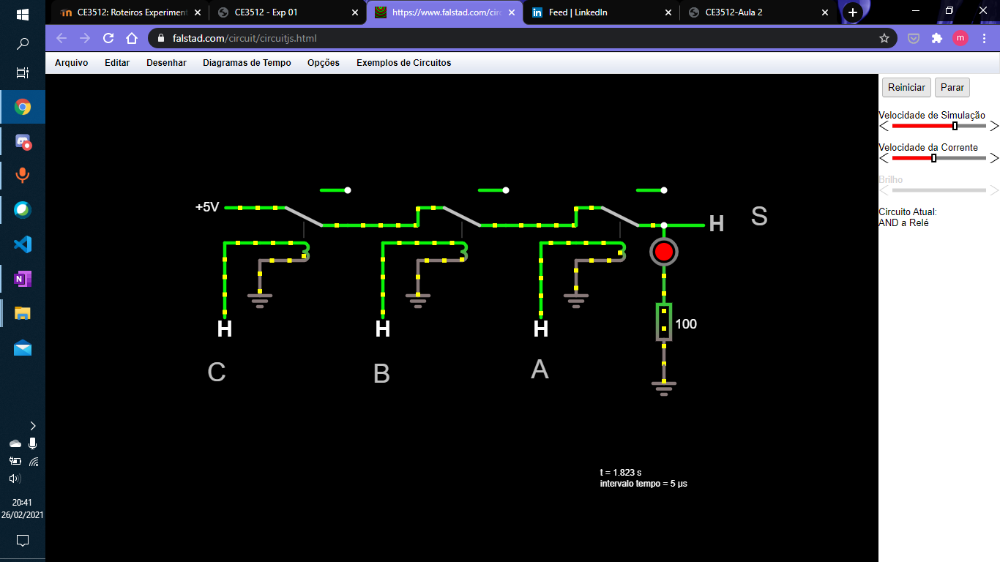 CE3512: Roteiros Experiment
CE3512 - Exp 01
https://www.falstad.com/circ
Feed | LinkedIn
CE3512-Aula 2
falstad.com/circuit/circuitjs.html
m
Arquivo Editar Desenhar Diagramas de Tempo Opções Exemplos de Circuitos
Reiniciar Parar
Velocidade de Simulação
Velocidade da Corrente
Brilho
Circuito Atual:
AND a Relé
+5V
H S
100
H H H
C B A
t = 1.823 s
intervalo tempo = 5 µs
20:41
26/02/2021